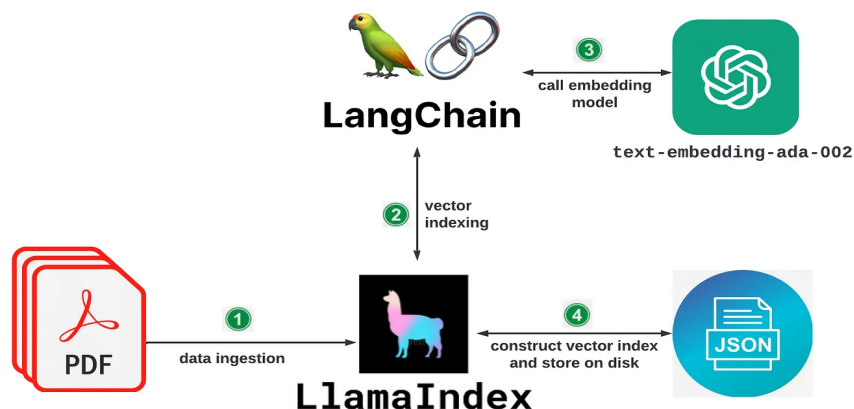 3
call embedding
model
LangChain
text-embedding-ada-002
2
vector
indexing
1
data ingestion
PDF
4
construct vector index
and store on disk
JSON
LlamaIndex